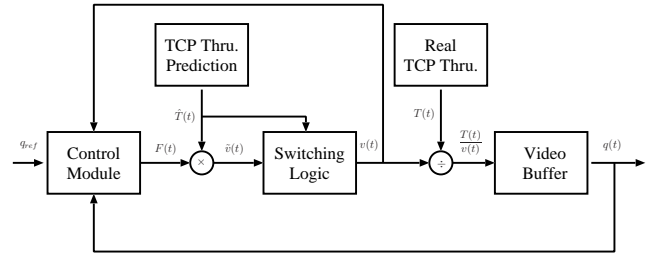 TCP Thru.
Prediction
Real
TCP Thru.
T̂(t)
T(t)
q_ref
Control
Module
F(t)
×
ṽ(t)
Switching
Logic
v(t)
÷
T(t)
v(t)
Video
Buffer
q(t)